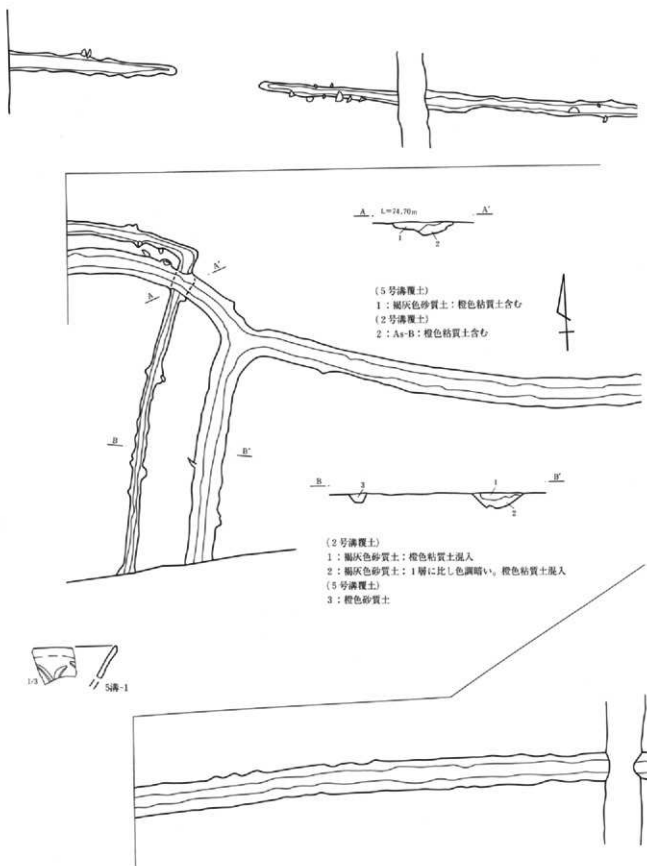 A L=74,70m A'
1 2
(5号溝覆土)
1：褐灰色砂質土：橙色粘質土含む
(2号溝覆土)
2：As-B：橙色粘質土含む
A'
A
B B'
B 3 1 B'
2
(2号溝覆土)
1：褐灰色砂質土：橙色粘質土混入
2：褐灰色砂質土：1層に比し色調暗い。橙色粘質土混入
(5号溝覆土)
3：橙色砂質土
1/3 5溝-1